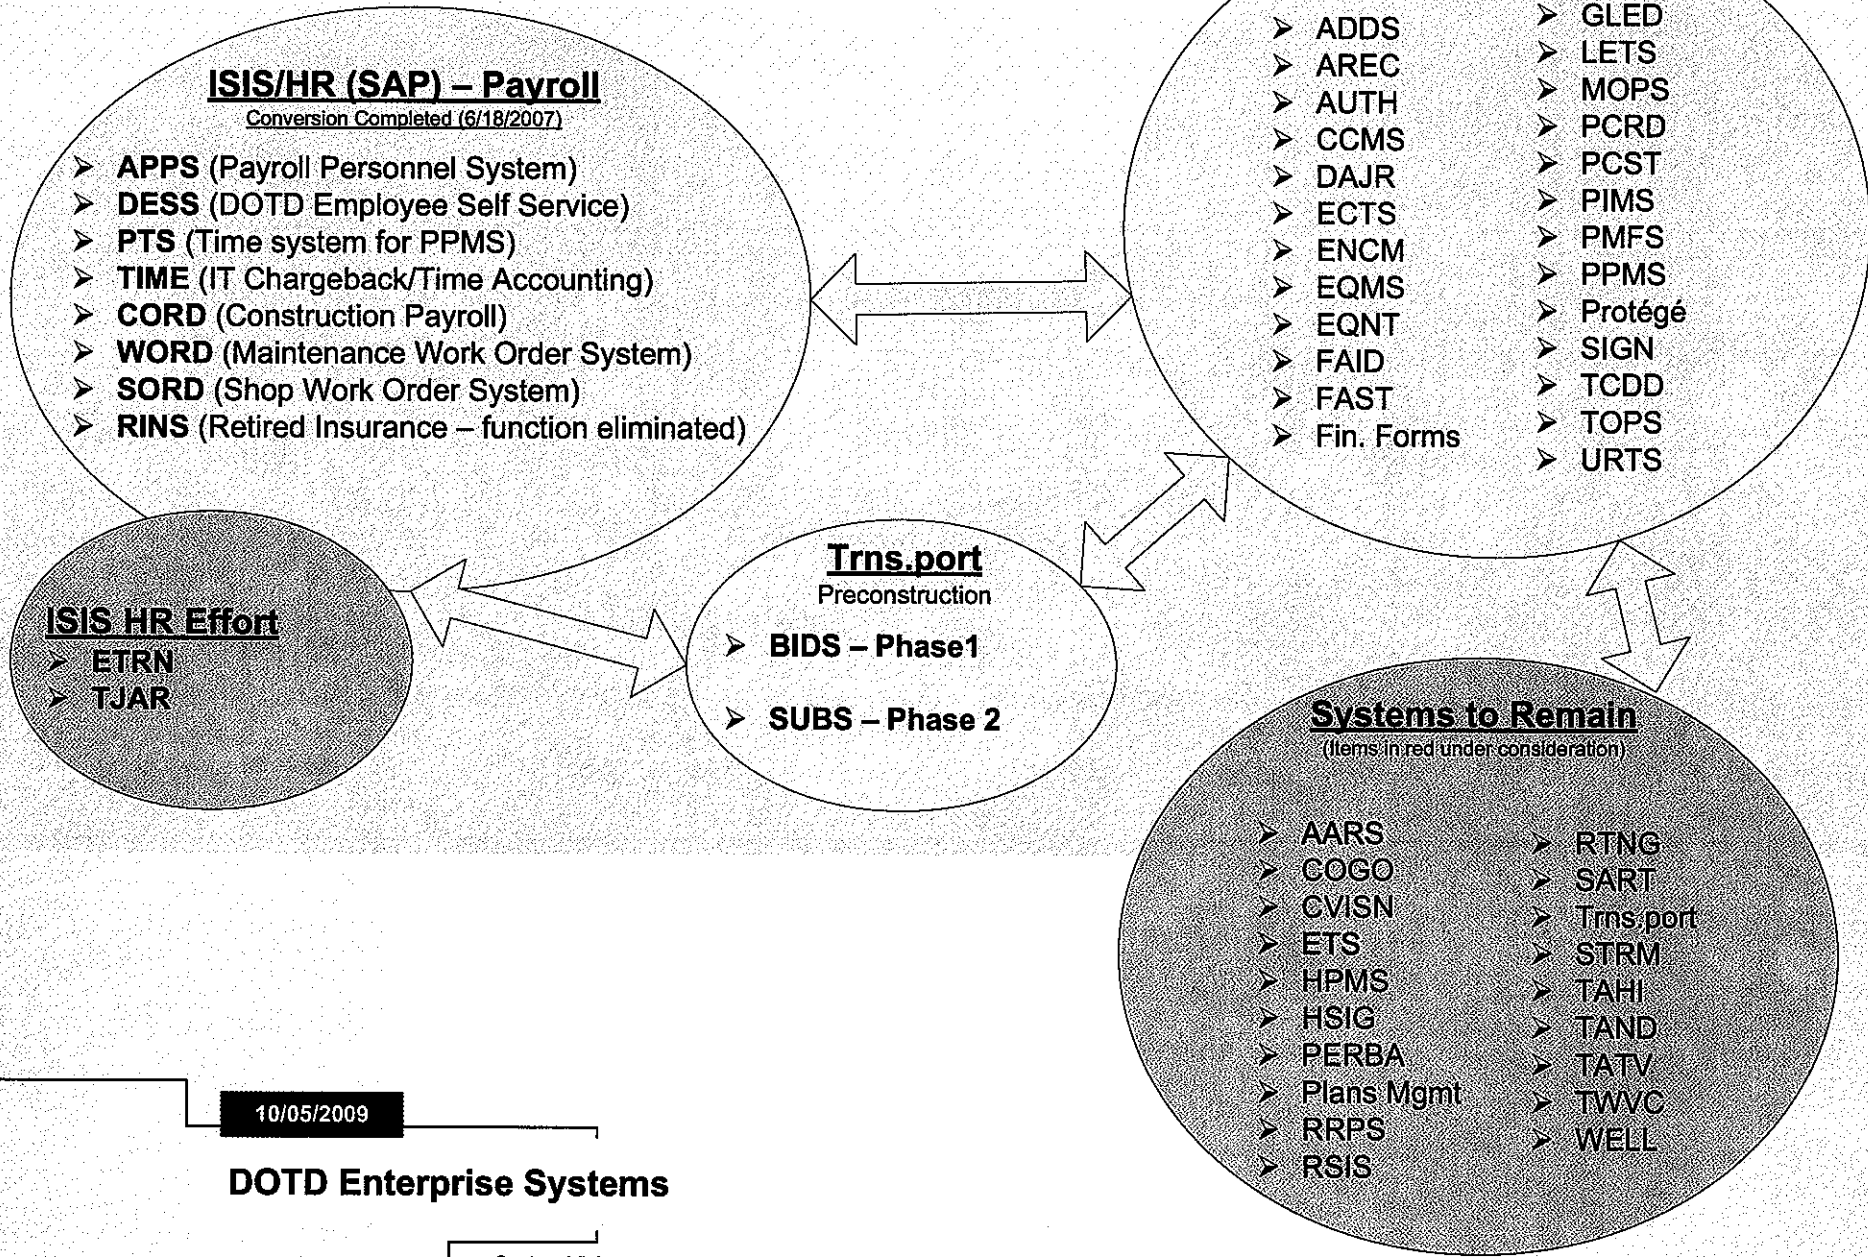 ISIS/HR (SAP) – Payroll
Conversion Completed (6/18/2007)
➢ APPS (Payroll Personnel System)
➢ DESS (DOTD Employee Self Service)
➢ PTS (Time system for PPMS)
➢ TIME (IT Chargeback/Time Accounting)
➢ CORD (Construction Payroll)
➢ WORD (Maintenance Work Order System)
➢ SORD (Shop Work Order System)
➢ RINS (Retired Insurance – function eliminated)
➢ ADDS
➢ AREC
➢ AUTH
➢ CCMS
➢ DAJR
➢ ECTS
➢ ENCM
➢ EQMS
➢ EQNT
➢ FAID
➢ FAST
➢ Fin. Forms
➢ GLED
➢ LETS
➢ MOPS
➢ PCRD
➢ PCST
➢ PIMS
➢ PMFS
➢ PPMS
➢ Protégé
➢ SIGN
➢ TCDD
➢ TOPS
➢ URTS
ISIS HR Effort
➢ ETRN
➢ TJAR
Trns.port
Preconstruction
➢ BIDS – Phase1
➢ SUBS – Phase 2
Systems to Remain
(Items in red under consideration)
➢ AARS
➢ COGO
➢ CVISN
➢ ETS
➢ HPMS
➢ HSIG
➢ PERBA
➢ Plans Mgmt
➢ RRPS
➢ RSIS
➢ RTNG
➢ SART
➢ Trns.port
➢ STRM
➢ TAHI
➢ TAND
➢ TATV
➢ TWVC
➢ WELL
10/05/2009
DOTD Enterprise Systems